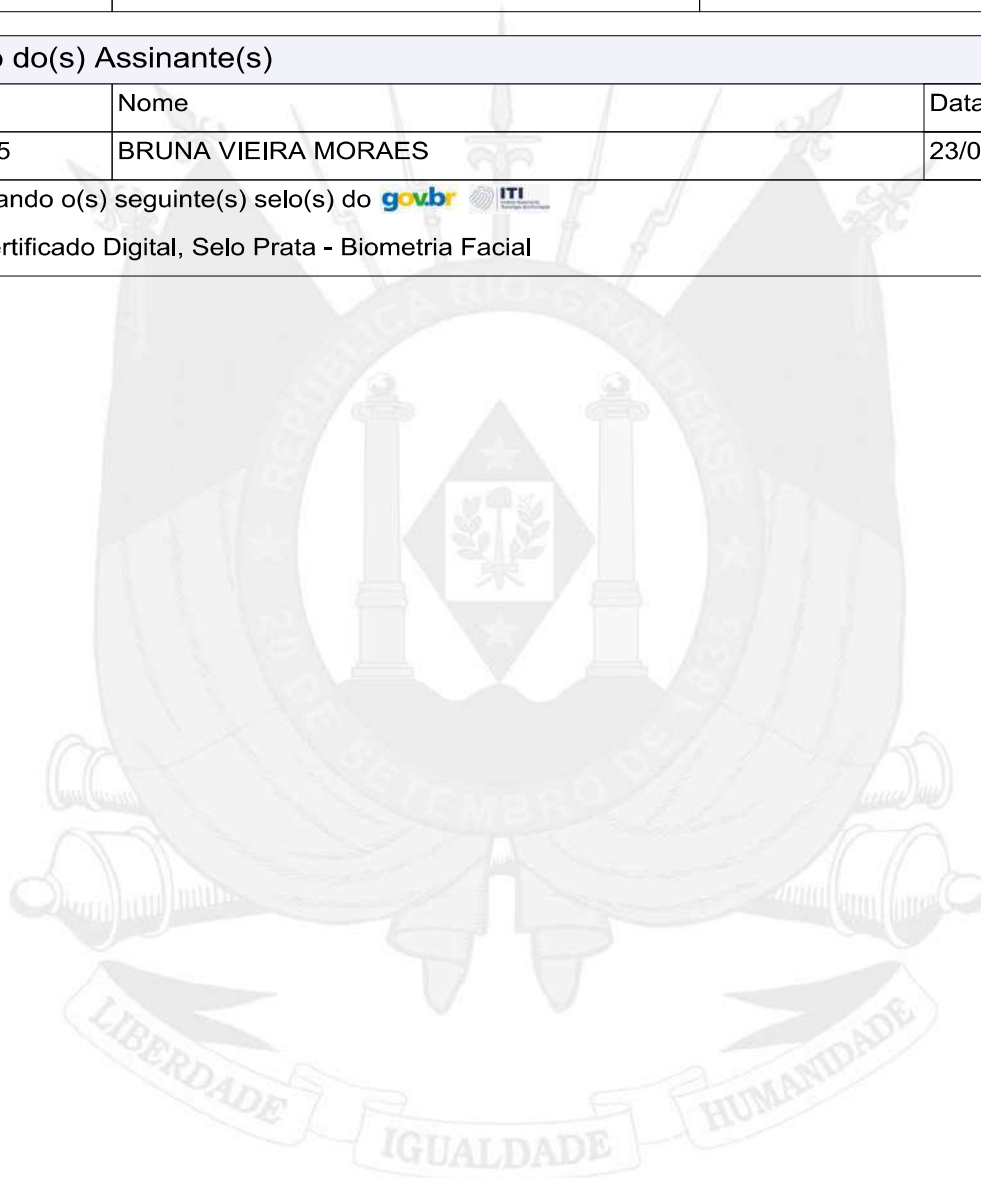 o do(s) Assinante(s)
Nome Data
5 BRUNA VIEIRA MORAES 23/0
ando o(s) seguinte(s) selo(s) do gov.br ITI
ertificado Digital, Selo Prata - Biometria Facial
REPÚBLICA RIO-GRANDENSE
20 DE SETEMBRO DE 1835
LIBERDADE IGUALDADE HUMANIDADE